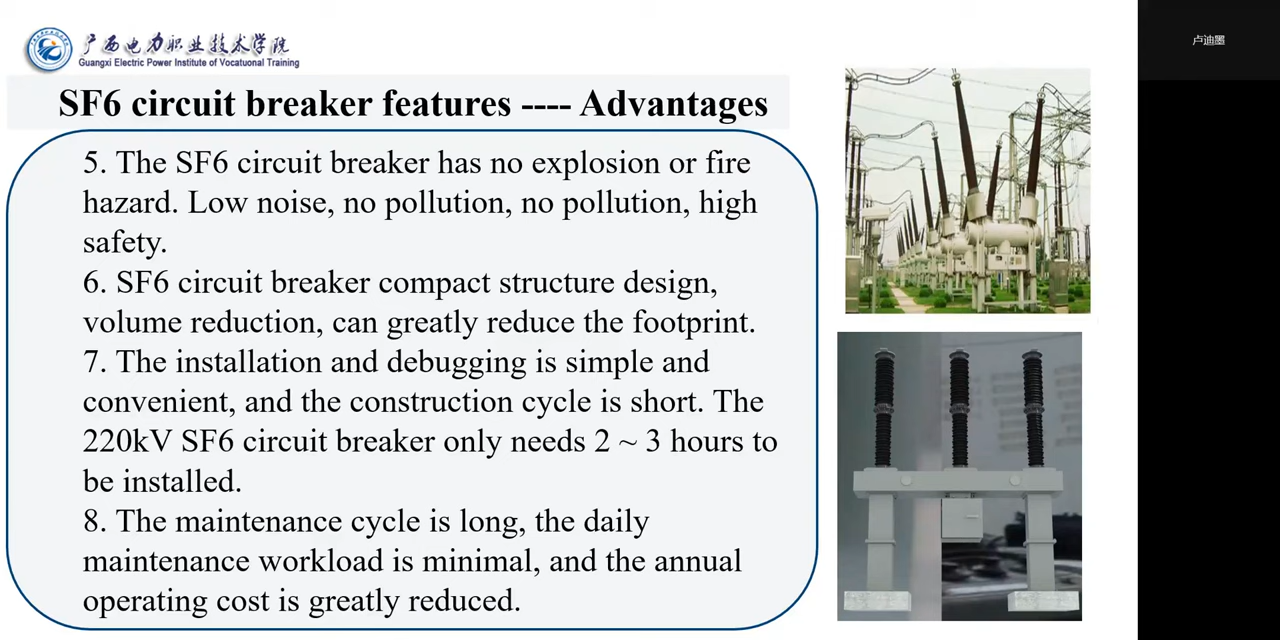 广西电力职业技术学院
Guangxi Electric Power Institute of Vocatuonal Training
SF6 circuit breaker features ---- Advantages
5. The SF6 circuit breaker has no explosion or fire
hazard. Low noise, no pollution, no pollution, high
safety.
6. SF6 circuit breaker compact structure design,
volume reduction, can greatly reduce the footprint.
7. The installation and debugging is simple and
convenient, and the construction cycle is short. The
220kV SF6 circuit breaker only needs 2 ~ 3 hours to
be installed.
8. The maintenance cycle is long, the daily
maintenance workload is minimal, and the annual
operating cost is greatly reduced.
卢迪墨